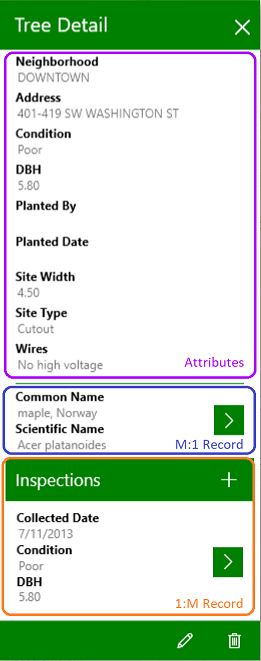 Tree Detail
Neighborhood
DOWNTOWN
Address
401-419 SW WASHINGTON ST
Condition
Poor
DBH
5.80
Planted By
Planted Date
Site Width
4.50
Site Type
Cutout
Wires
No high voltage
Attributes
Common Name
maple, Norway
Scientific Name
Acer platanoides
M:1 Record
Inspections
Collected Date
7/11/2013
Condition
Poor
DBH
5.80
1:M Record